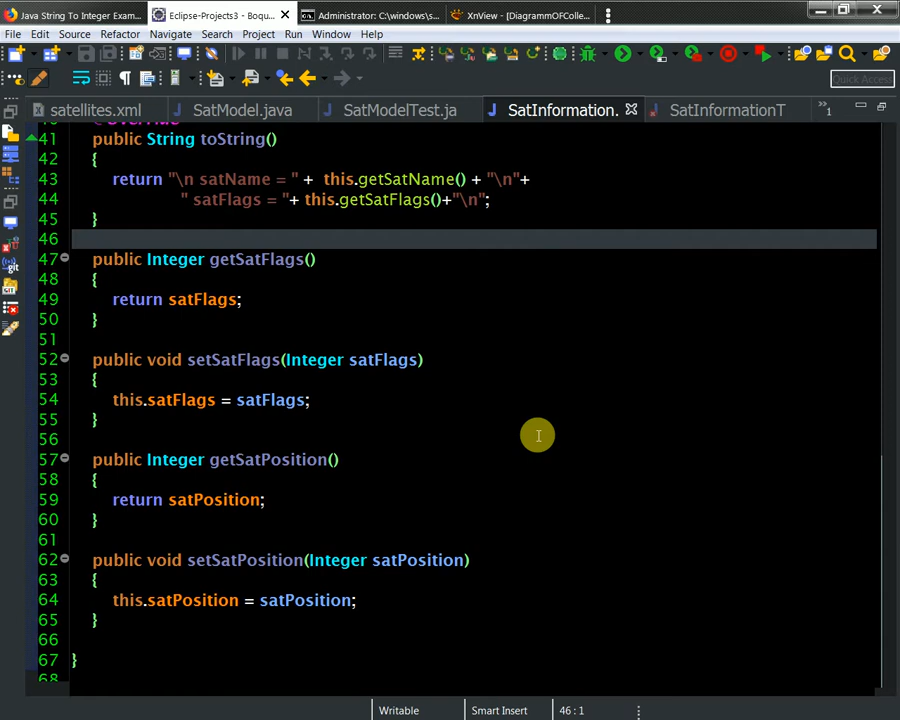 Java String To Integer Exam... Eclipse-Projects3 - Boqu... Administrator: C:\windows\s... XnView - [DiagrammOfColle...
File Edit Source Refactor Navigate Search Project Run Window Help
Quick Access
satellites.xml SatModel.java SatModelTest.ja SatInformation. SatInformationT »1
41 public String toString()
42 {
43 return "\n satName = " + this.getSatName() + "\n"+
44 " satFlags = "+ this.getSatFlags()+"\n";
45 }
46
47 public Integer getSatFlags()
48 {
49 return satFlags;
50 }
51
52 public void setSatFlags(Integer satFlags)
53 {
54 this.satFlags = satFlags;
55 }
56
57 public Integer getSatPosition()
58 {
59 return satPosition;
60 }
61
62 public void setSatPosition(Integer satPosition)
63 {
64 this.satPosition = satPosition;
65 }
66
67 }
68
Writable Smart Insert 46 : 1